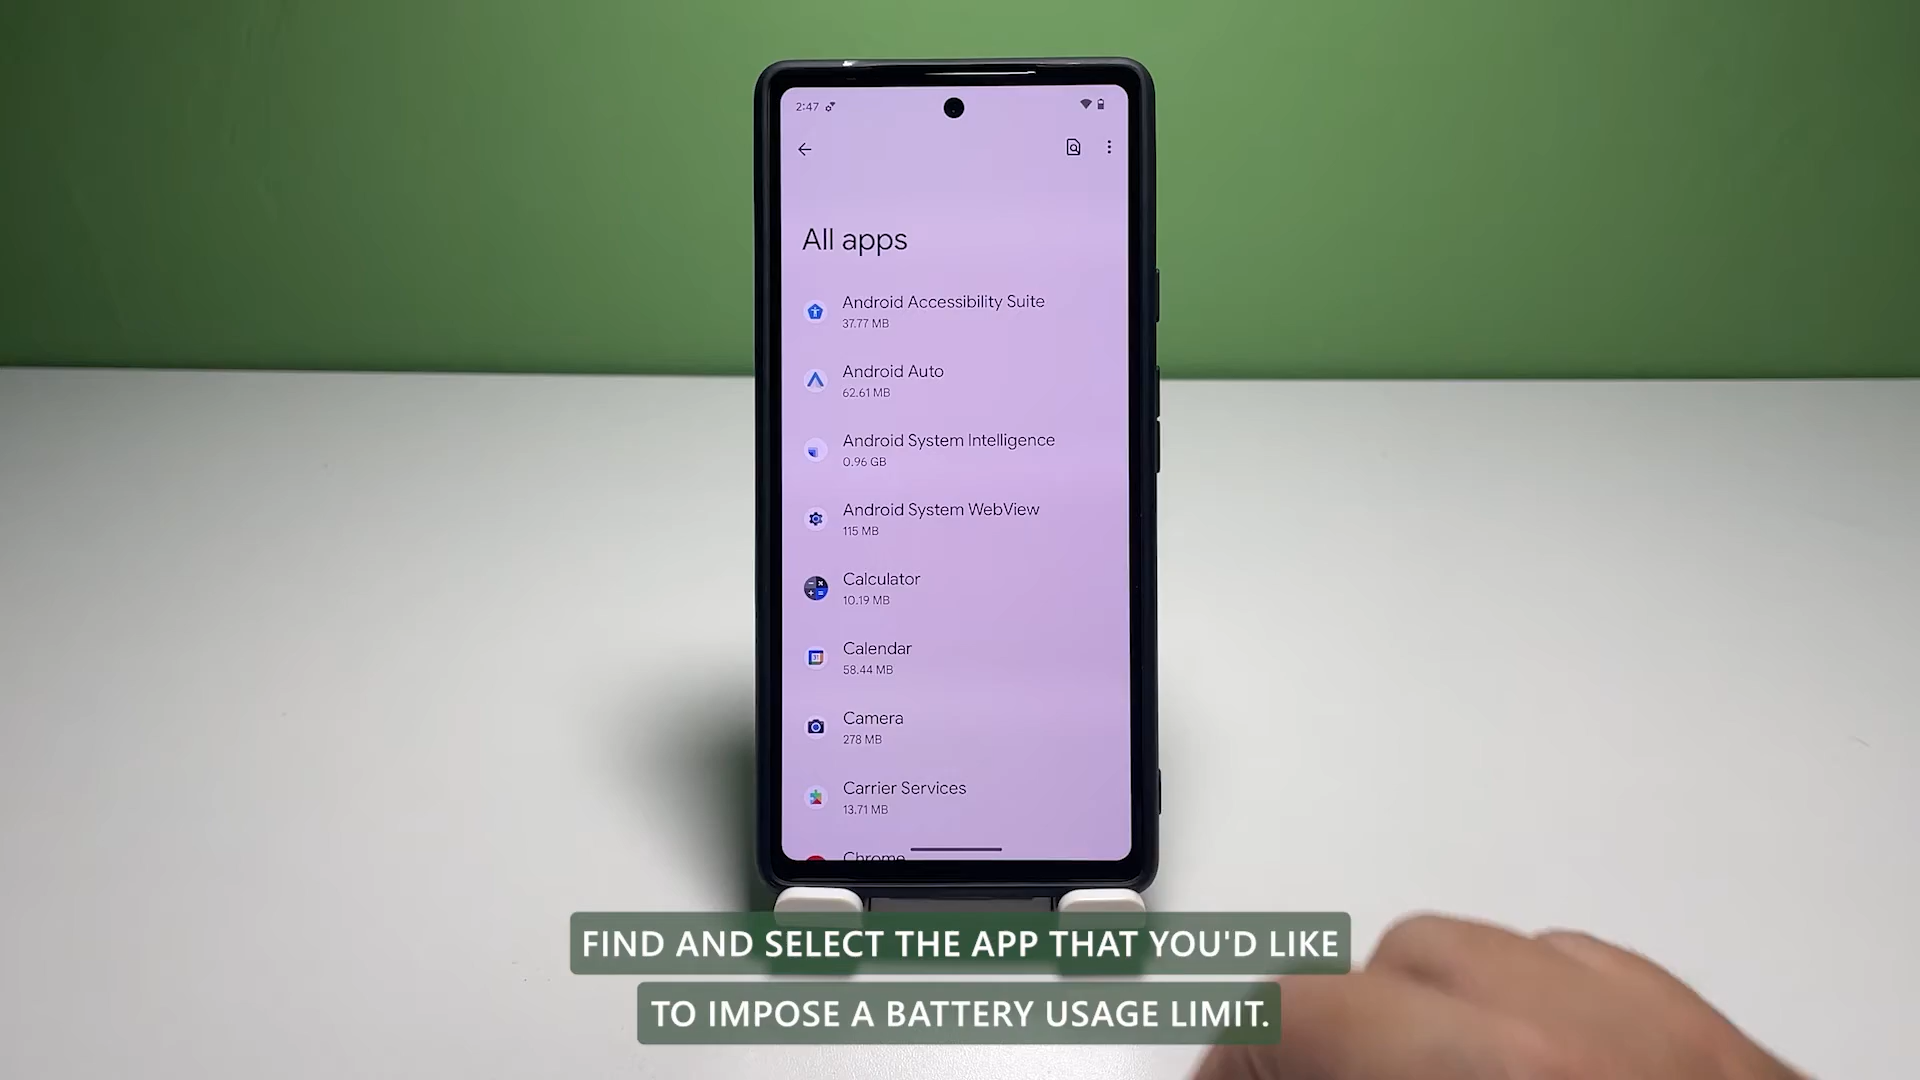 2:47
All apps
Android Accessibility Suite
37.77 MB
Android Auto
62.61 MB
Android System Intelligence
0.96 GB
Android System WebView
115 MB
Calculator
10.19 MB
Calendar
58.44 MB
Camera
278 MB
Carrier Services
13.71 MB
Chrome
FIND AND SELECT THE APP THAT YOU'D LIKE
TO IMPOSE A BATTERY USAGE LIMIT.